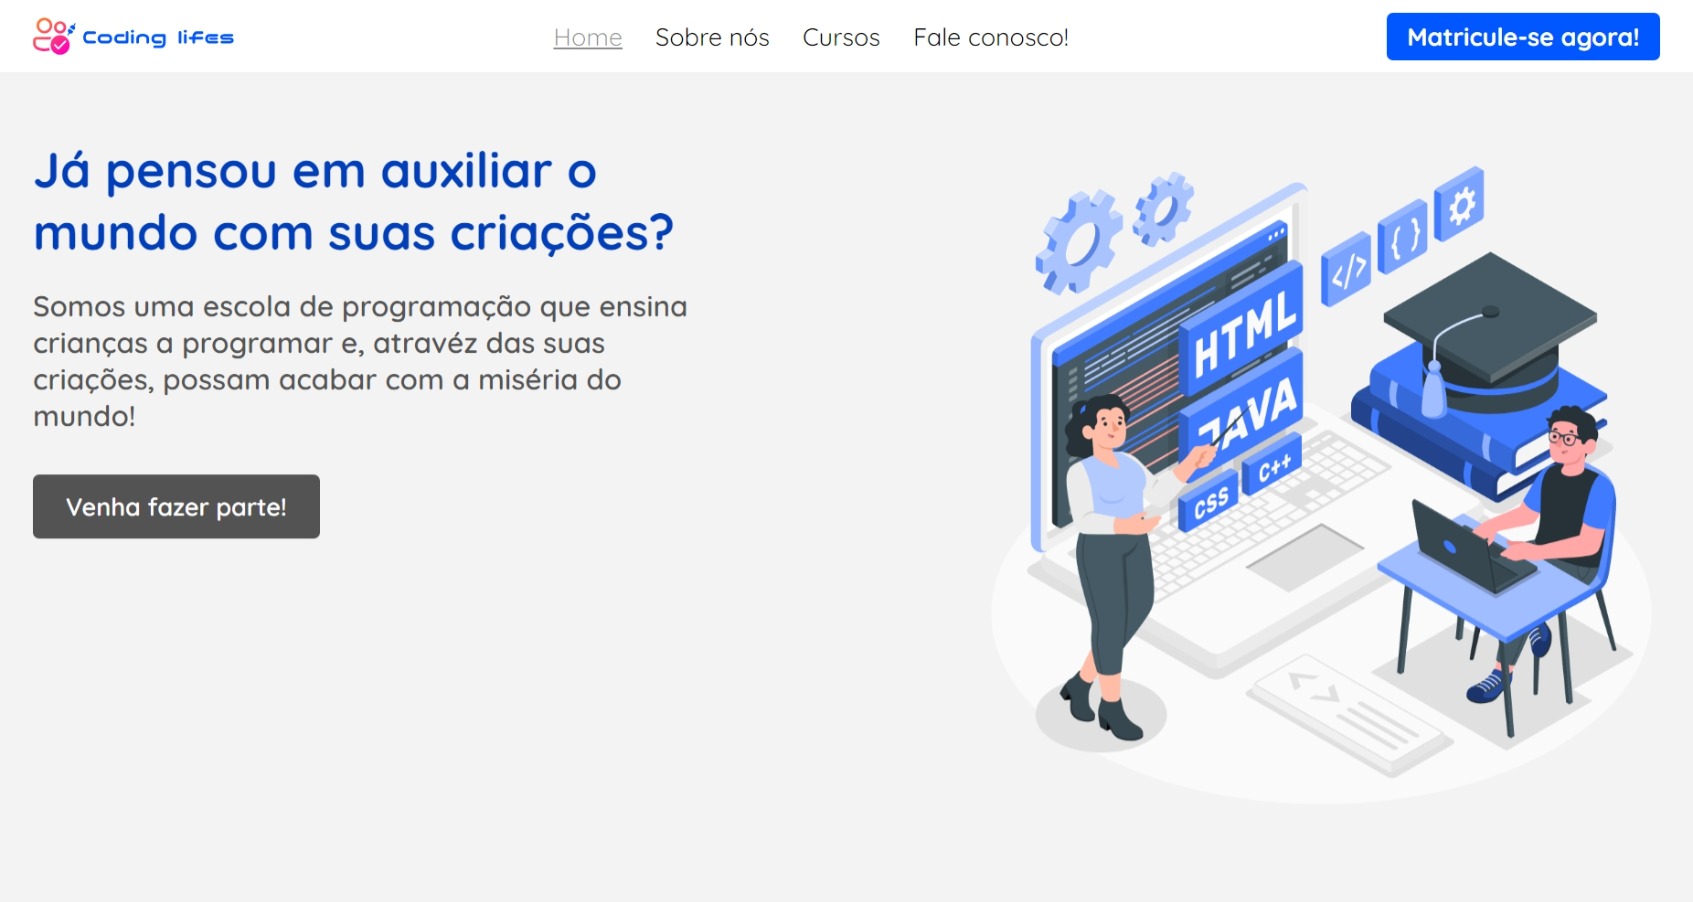 Coding lifes
Home
Sobre nós
Cursos
Fale conosco!
Matricule-se agora!
Já pensou em auxiliar o
mundo com suas criações?
Somos uma escola de programação que ensina
crianças a programar e, atravéz das suas
criações, possam acabar com a miséria do
mundo!
Venha fazer parte!
</>
{ }
HTML
JAVA
C++
CSS
< >